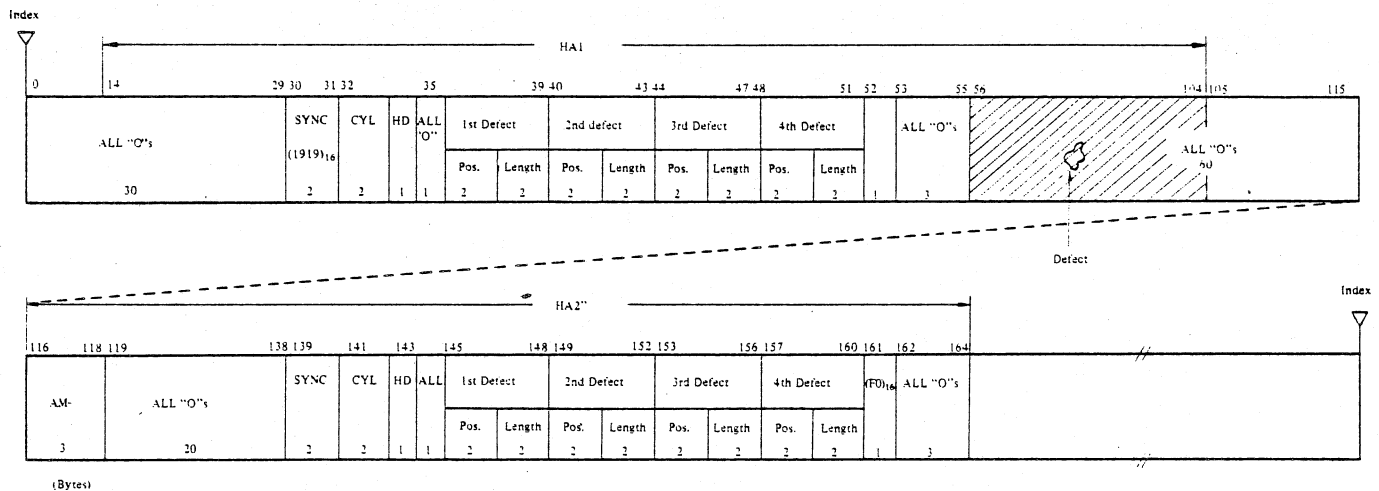 Index
HA1
0 14 29 30 31 32 35 39 40 43 44 47 48 51 52 53 55 56 104 105 115
SYNC CYL HD ALL "O" 1st Defect 2nd defect 3rd Defect 4th Defect ALL "O"s
ALL "O"s (1919)16 ALL "O"s
Pos. Length Pos. Length Pos. Length Pos. Length
30 2 2 1 1 2 2 2 2 2 2 2 2 1 3 60
Defect
Index
HA2"
116 118 119 138 139 141 143 145 148 149 152 153 156 157 160 161 162 164
SYNC CYL HD ALL 1st Defect 2nd Defect 3rd Defect 4th Defect (F0)16 ALL "O"s
AM- ALL "O"s
Pos. Length Pos. Length Pos. Length Pos. Length
3 20 2 2 1 1 2 2 2 2 2 2 2 2 1 3
(Bytes)